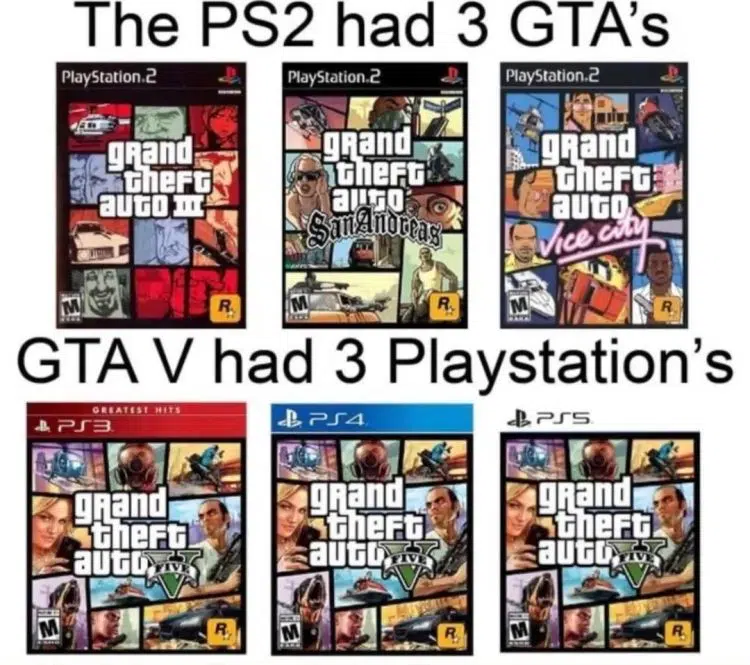 The PS2 had 3 GTA's
PlayStation.2
PlayStation.2
PlayStation.2
grand
theft
auto III
M
R
grand
theft
auto
San Andreas
M
R
grand
theft
auto
Vice City
M
R
GTA V had 3 Playstation's
GREATEST HITS
PS3
PS4
PS5
grand
theft
auto V
FIVE
M
R
grand
theft
auto V
FIVE
M
R
grand
theft
auto V
FIVE
M
R